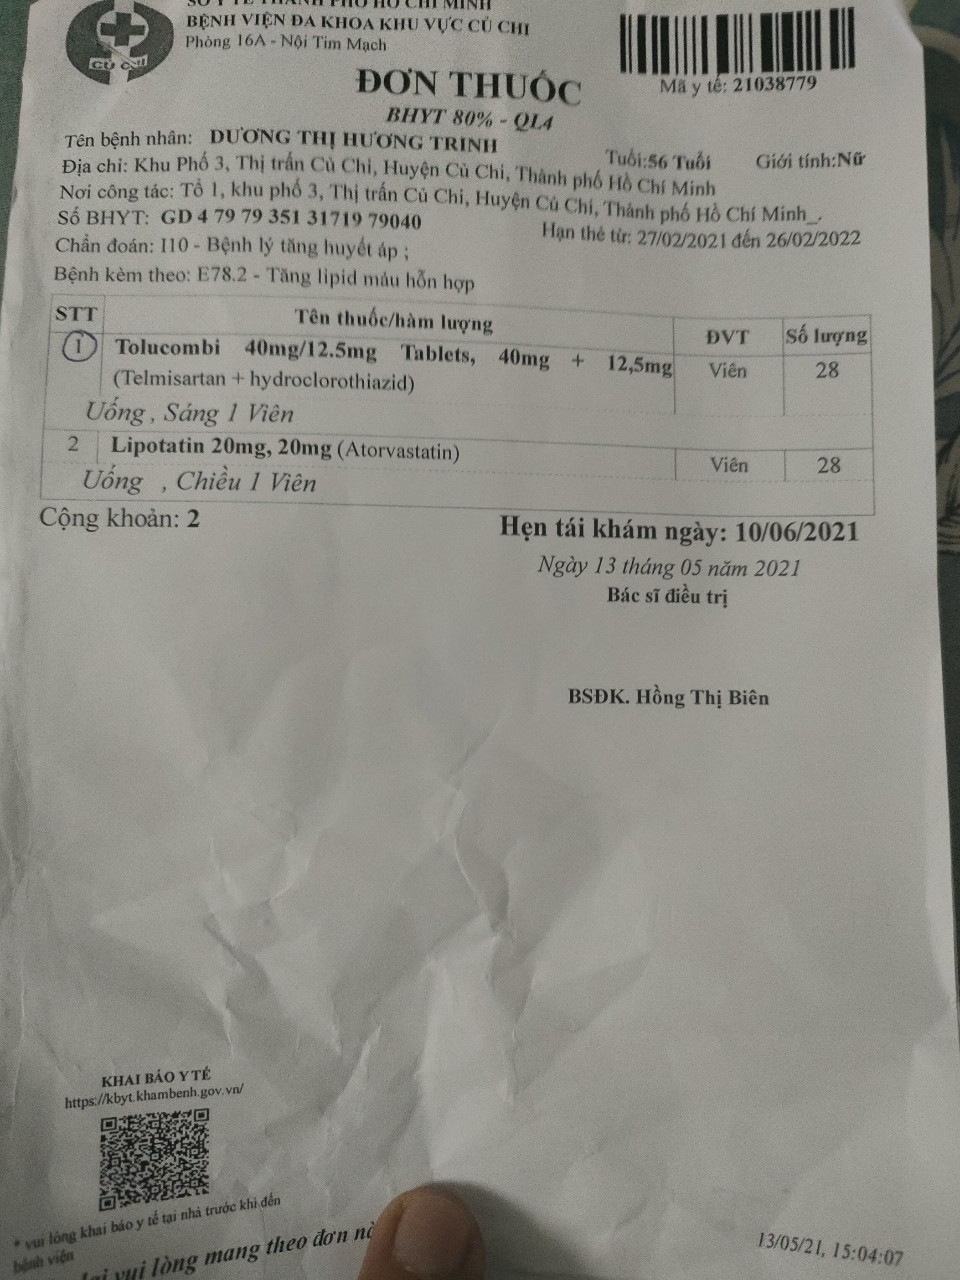 SỞ Y TẾ THÀNH PHỐ HỒ CHÍ MINH
BỆNH VIỆN ĐA KHOA KHU VỰC CỦ CHI
Phòng 16A - Nội Tim Mạch
CỦ CHI
Mã y tế: 21038779
ĐƠN THUỐC
BHYT 80% - QL4
Tên bệnh nhân: DƯƠNG THỊ HƯƠNG TRINH
Tuổi:56 Tuổi Giới tính:Nữ
Địa chỉ: Khu Phố 3, Thị trấn Củ Chi, Huyện Củ Chi, Thành phố Hồ Chí Minh
Nơi công tác: Tổ 1, khu phố 3, Thị trấn Củ Chi, Huyện Củ Chi, Thành phố Hồ Chí Minh_.
Số BHYT: GD 4 79 79 351 31719 79040
Hạn thẻ từ: 27/02/2021 đến 26/02/2022
Chẩn đoán: I10 - Bệnh lý tăng huyết áp ;
Bệnh kèm theo: E78.2 - Tăng lipid máu hỗn hợp
STT Tên thuốc/hàm lượng ĐVT Số lượng
1 Tolucombi 40mg/12.5mg Tablets, 40mg + 12,5mg Viên 28
(Telmisartan + hydroclorothiazid)
Uống , Sáng 1 Viên
2 Lipotatin 20mg, 20mg (Atorvastatin) Viên 28
Uống , Chiều 1 Viên
Cộng khoản: 2
Hẹn tái khám ngày: 10/06/2021
Ngày 13 tháng 05 năm 2021
Bác sĩ điều trị
BSĐK. Hồng Thị Biên
KHAI BÁO Y TẾ
https://kbyt.khambenh.gov.vn/
* vui lòng khai báo y tế tại nhà trước khi đến
bệnh viện
lại vui lòng mang theo đơn
13/05/21, 15:04:07